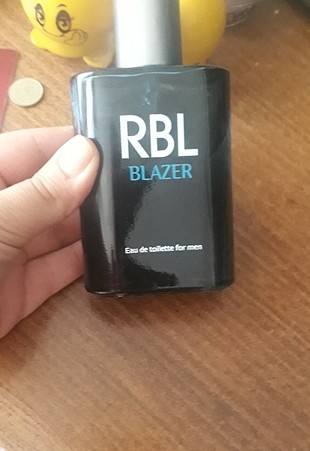 RBL
BLAZER
Eau de toilette for men